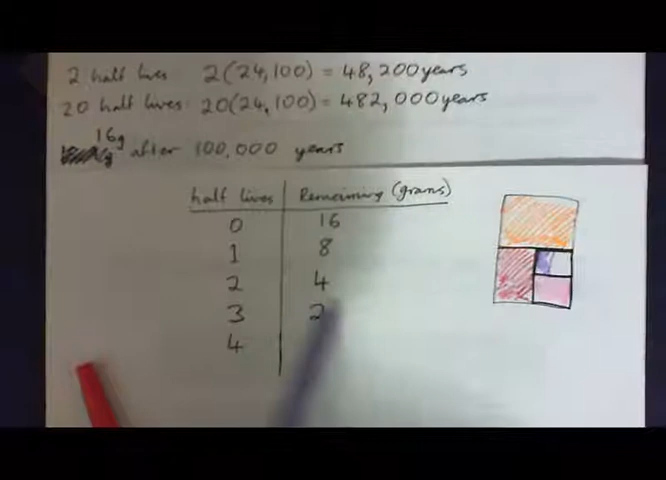 2 half lives: 2(24,100) = 48,200 years
20 half lives: 20(24,100) = 482,000 years
16g
after 100,000 years
half lives Remaining (grams)
0 16
1 8
2 4
3 2
4